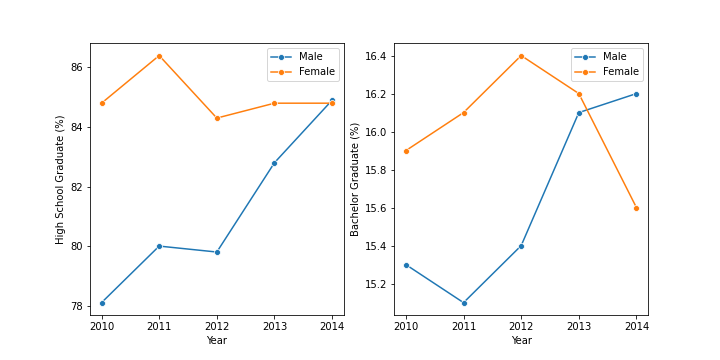 High School Graduate (%)
86
84
82
80
78
2010 2011 2012 2013 2014
Year
Male
Female
Bachelor Graduate (%)
16.4
16.2
16.0
15.8
15.6
15.4
15.2
2010 2011 2012 2013 2014
Year
Male
Female